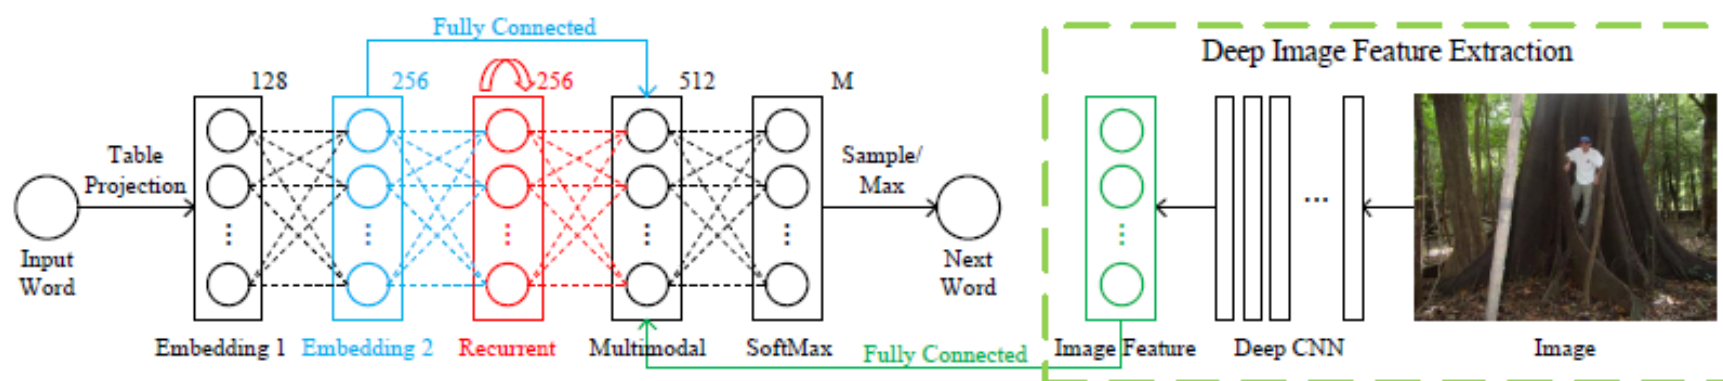 Fully Connected
Deep Image Feature Extraction
128
256
256
512
M
Table
Projection
Sample/
Max
...
Input
Word
Next
Word
Embedding 1
Embedding 2
Recurrent
Multimodal
SoftMax
Fully Connected
Image Feature
Deep CNN
Image